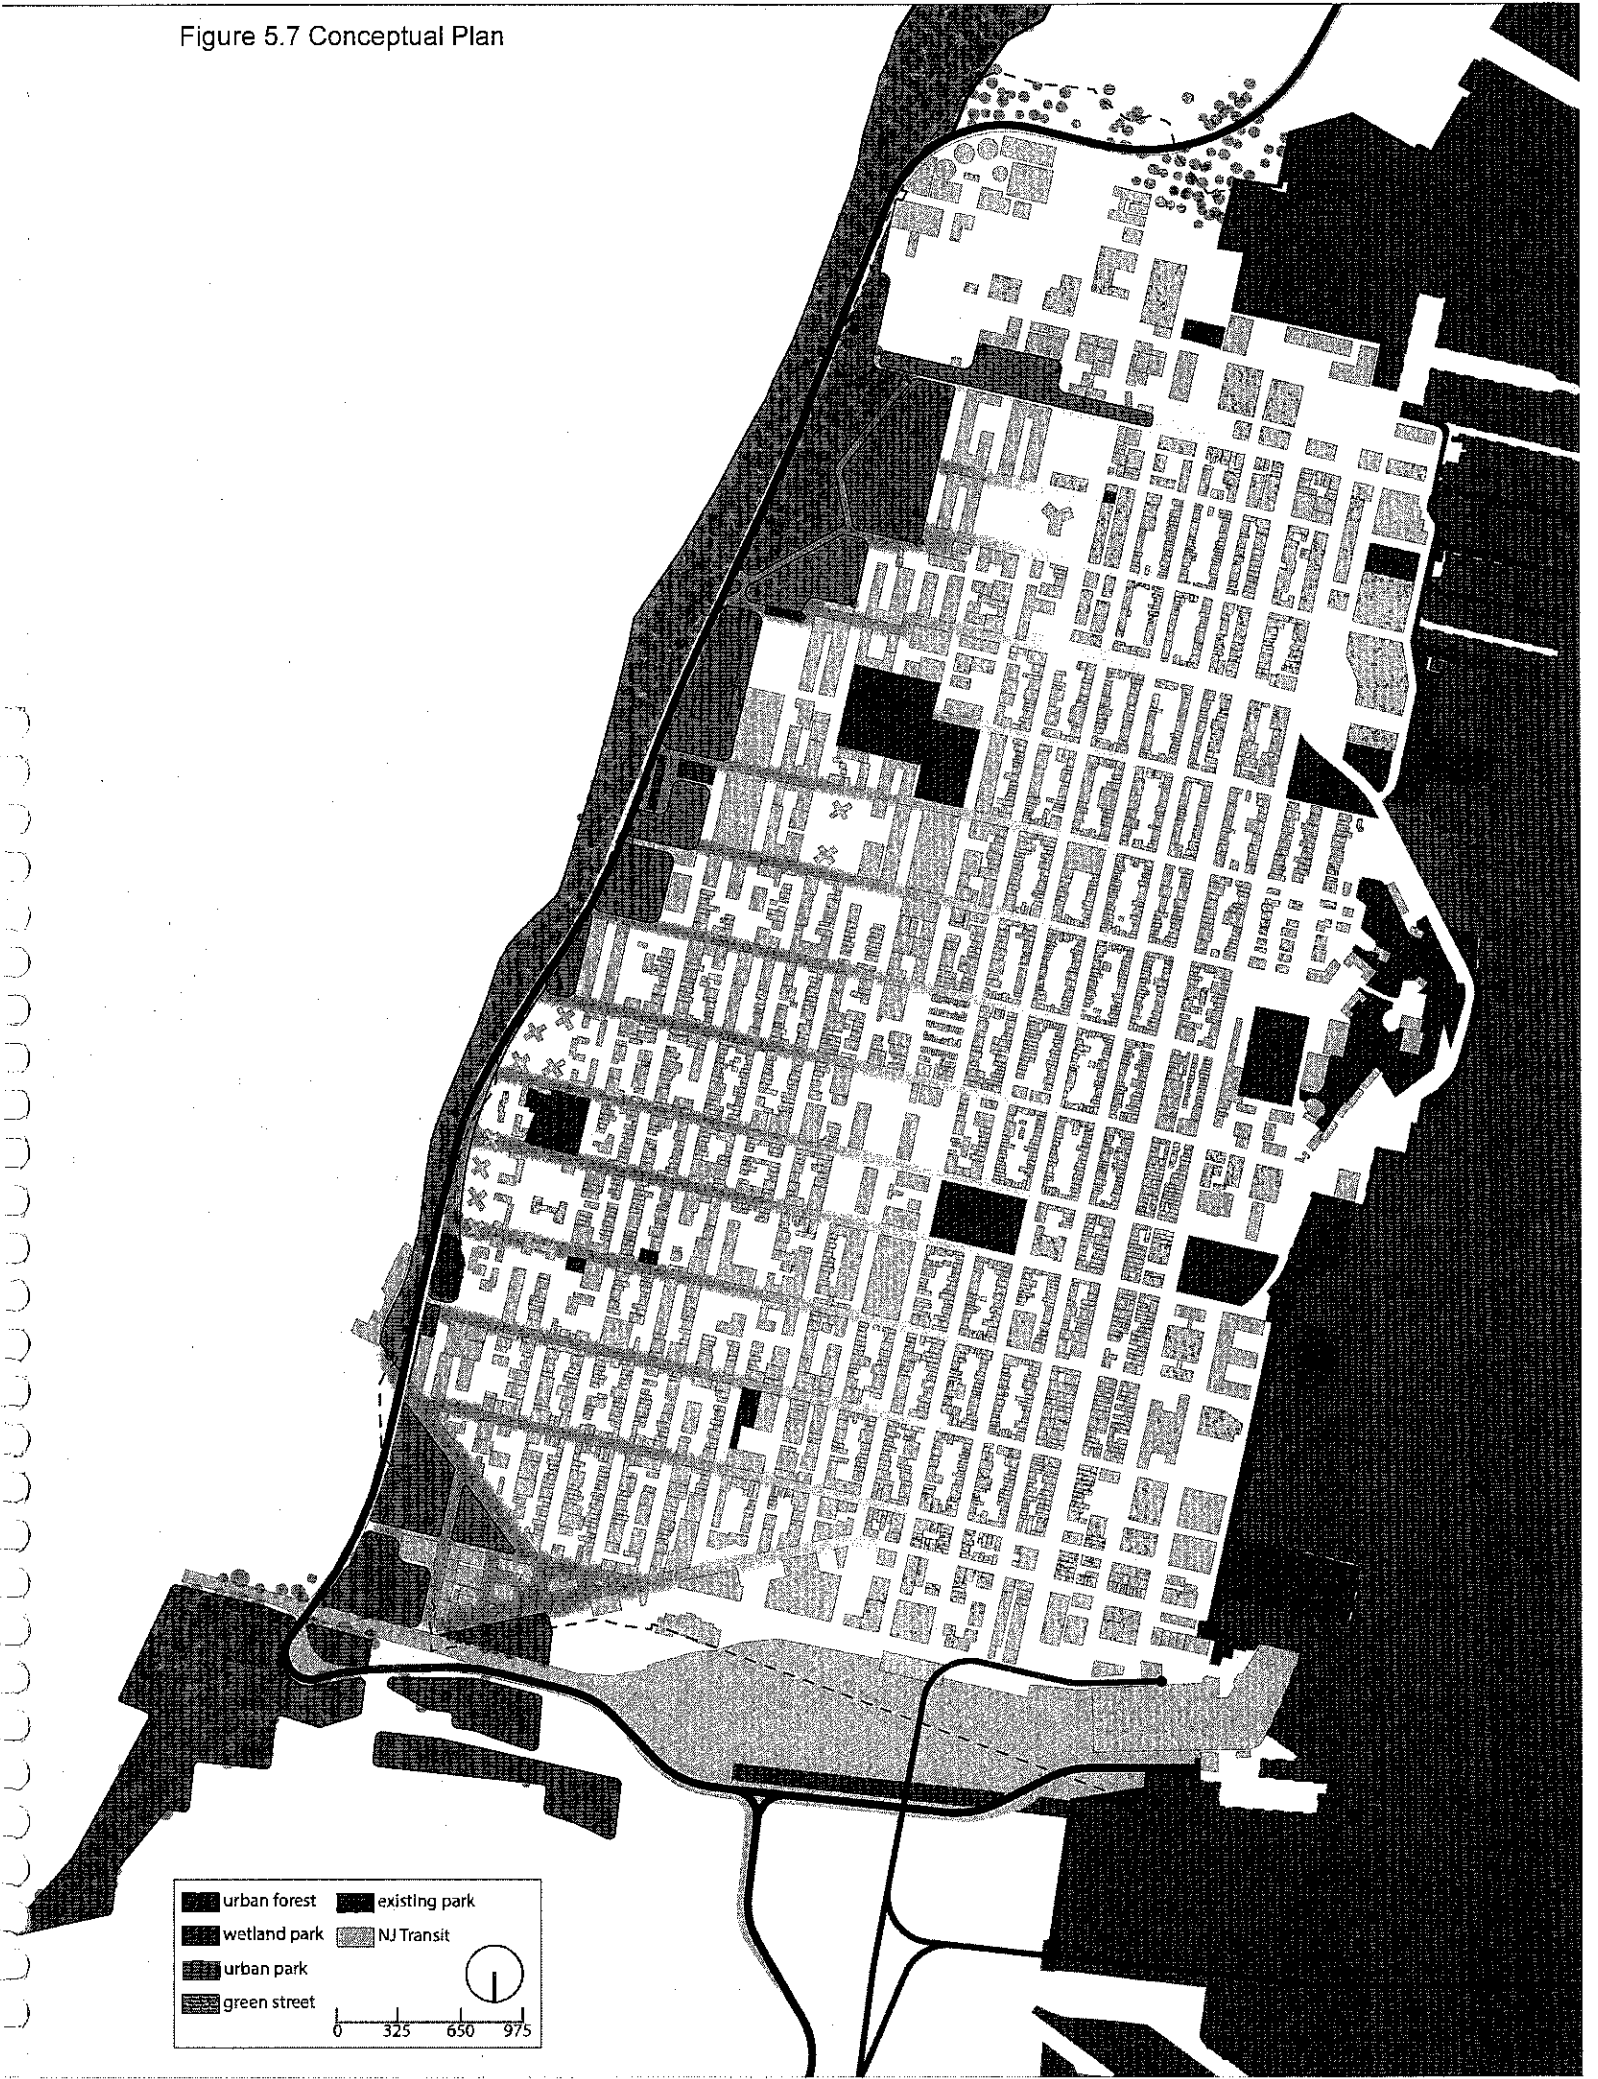 Figure 5.7 Conceptual Plan
urban forest existing park
wetland park NJ Transit
urban park
green street
0 325 650 975